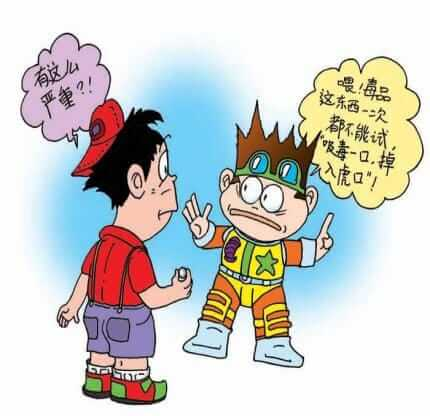 有这么
严重?!
喂!毒品
这东西一次
都不能试,
"吸毒一口,掉
入虎口"!